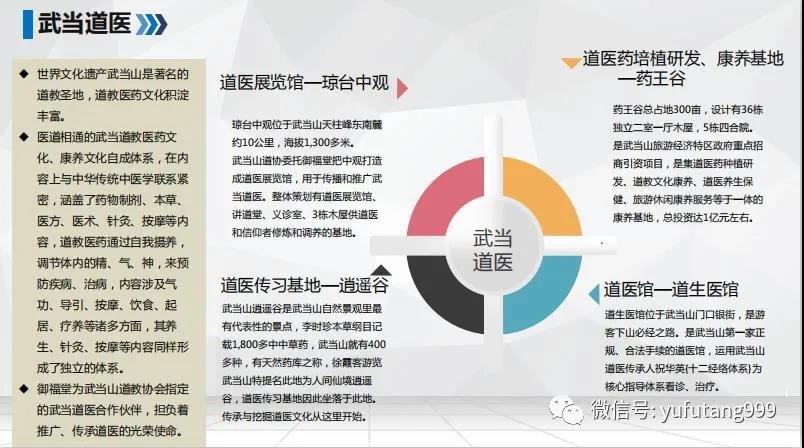 武当道医
◆ 世界文化遗产武当山是著名的
道教圣地，道教医药文化积淀
丰富。
◆ 医道相通的武当道教医药文
化、康养文化自成体系，在内
容上与中华传统中医学联系紧
密，涵盖了药物制剂、本草、
医方、医术、针灸、按摩等内
容，道教医药通过自我摄养，
调节体内的精、气、神，来预
防疾病、治病，内容涉及气
功、导引、按摩、饮食、起
居、疗养等诸多方面，其养
生、针灸、按摩等内容同样形
成了独立的体系。
◆ 御福堂为武当山道教协会指定
的武当道医合作伙伴，担负着
推广、传承道医的光荣使命。
道医展览馆—琼台中观
琼台中观位于武当山天柱峰东南麓
约10公里，海拔1,300多米。
武当山道协委托御福堂把中观打造
成道医展览馆，用于传播和推广武
当道医。整体策划有道医展览馆、
讲道堂、义诊室、3栋木屋供道医
和信仰者修炼和调养的基地。
道医传习基地—逍遥谷
武当山逍遥谷是武当山自然景观里最
有代表性的景点，李时珍本草纲目记
载1,800多中中草药，武当山就有400
多种，有天然药库之称，徐霞客游览
武当山特提名此地为人间仙境逍遥
谷，道医传习基地因此坐落于此地。
传承与挖掘道医文化从这里开始。
武当
道医
道医药培植研发、康养基地
—药王谷
药王谷总占地300亩，设计有36栋
独立二室一厅木屋，5栋四合院。
是武当山旅游经济特区政府重点招
商引资项目，是集道医药种植研
发、道教文化康养、道医养生保
健、旅游休闲康养服务等于一体的
康养基地，总投资达1亿元左右。
道医馆—道生医馆
道生医馆位于武当山门口银街，是游
客下山必经之路。是武当山第一家正
规、合法手续的道医馆，运用武当山
道医传承人祝华英(十二经络体系)为
核心指导体系看诊、治疗。
微信号: yufutang999